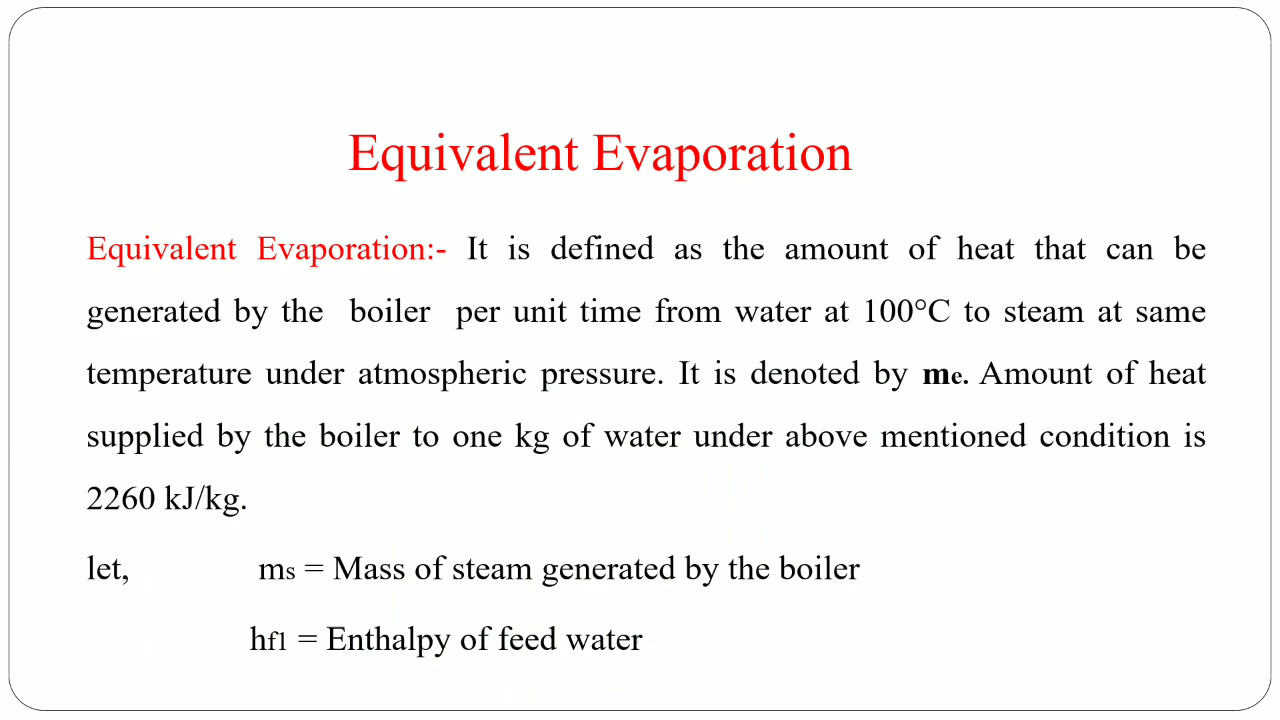 Equivalent Evaporation
Equivalent Evaporation:- It is defined as the amount of heat that can be
generated by the boiler per unit time from water at 100°C to steam at same
temperature under atmospheric pressure. It is denoted by me. Amount of heat
supplied by the boiler to one kg of water under above mentioned condition is
2260 kJ/kg.
let, ms = Mass of steam generated by the boiler
hf1 = Enthalpy of feed water